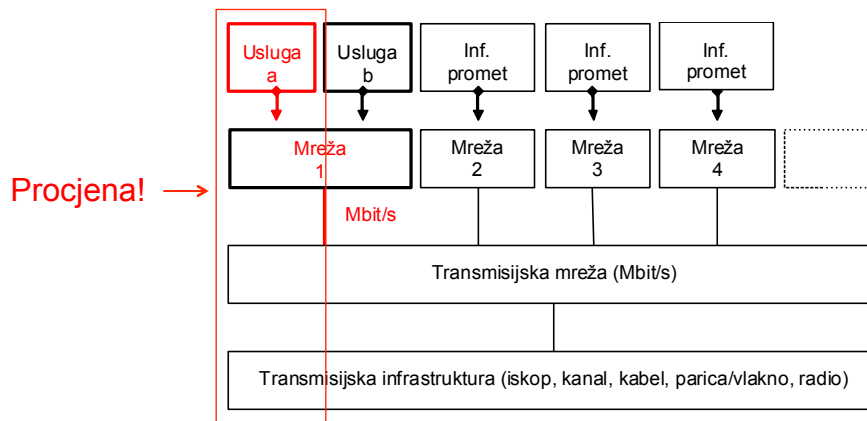 Usluga
a
Usluga
b
Inf.
promet
Inf.
promet
Inf.
promet
Mreža
1
Mreža
2
Mreža
3
Mreža
4
Procjena!
Mbit/s
Transmisijska mreža (Mbit/s)
Transmisijska infrastruktura (iskop, kanal, kabel, parica/vlakno, radio)